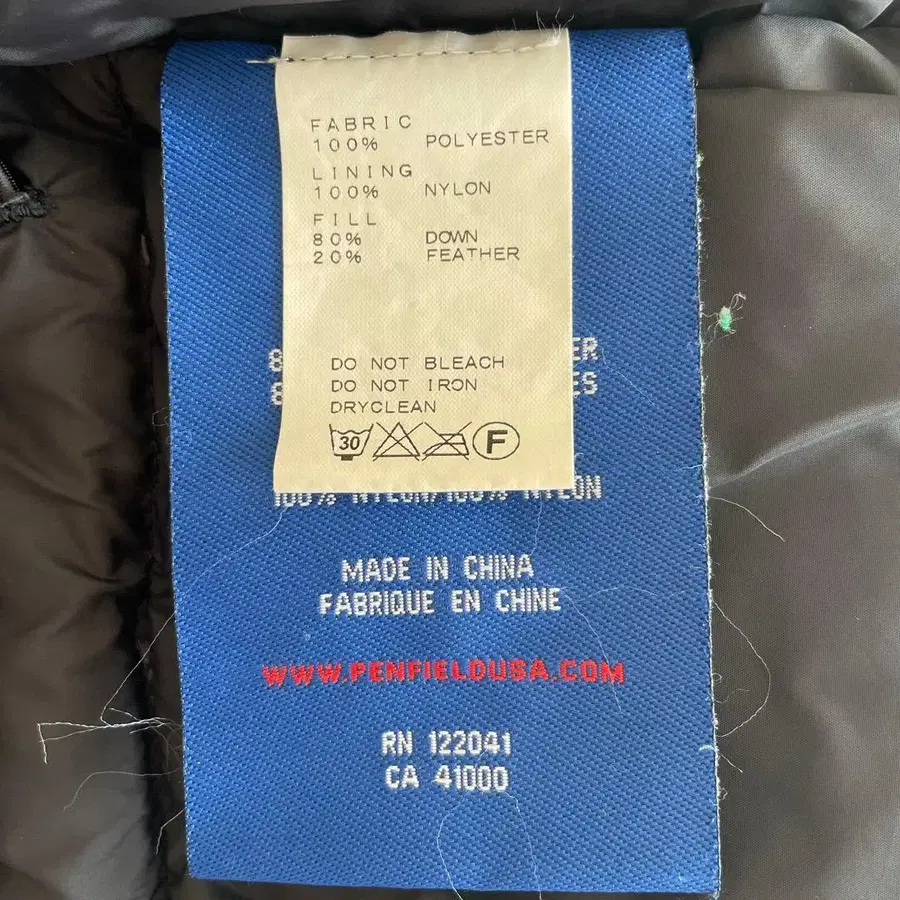 FABRIC
100% POLYESTER
LINING
100% NYLON
FILL
80% DOWN
20% FEATHER
DO NOT BLEACH
DO NOT IRON
DRYCLEAN
30 F
100% NYLON/100% NYLON
MADE IN CHINA
FABRIQUE EN CHINE
WWW.PENFIELDUSA.COM
RN 122041
CA 41000